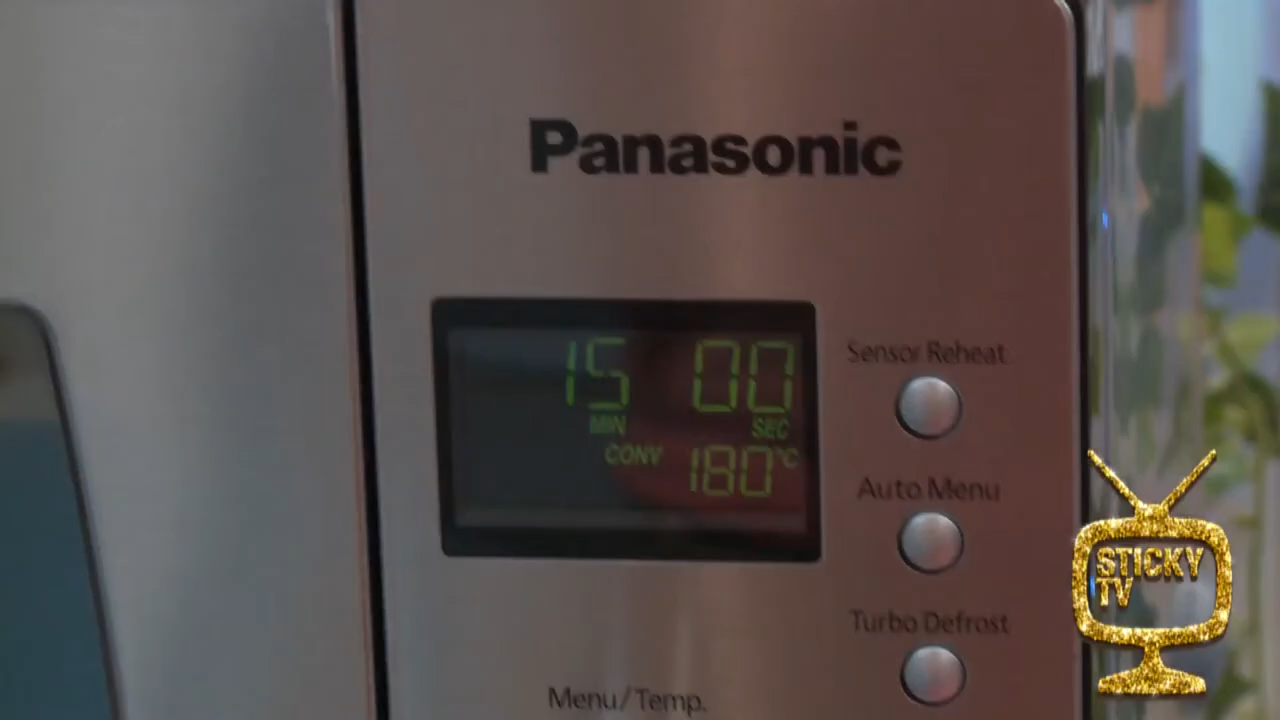 Panasonic
15 00
MIN SEC
CONV 180°C
Sensor Reheat
Auto Menu
Turbo Defrost
Menu/Temp.
STICKY
TV